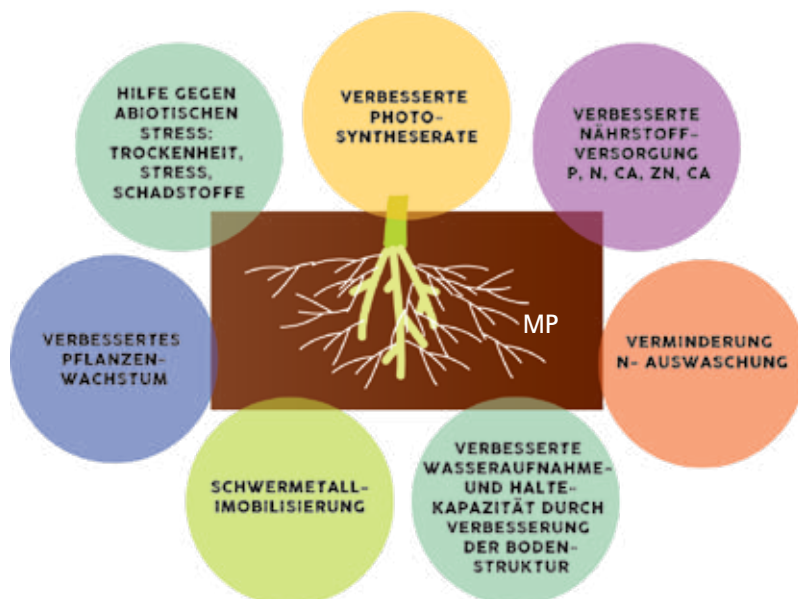 HILFE GEGEN
ABIOTISCHEN
STRESS:
TROCKENHEIT,
STRESS,
SCHADSTOFFE
VERBESSERTE
PHOTO-
SYNTHESERATE
VERBESSERTE
NÄHRSTOFF-
VERSORGUNG
P, N, CA, ZN, CA
VERBESSERTES
PFLANZEN-
WACHSTUM
MP
VERMINDERUNG
N- AUSWASCHUNG
SCHWERMETALL-
IMOBILISIERUNG
VERBESSERTE
WASSERAUFNAHME-
UND HALTE-
KAPAZITÄT DURCH
VERBESSERUNG
DER BODEN-
STRUKTUR